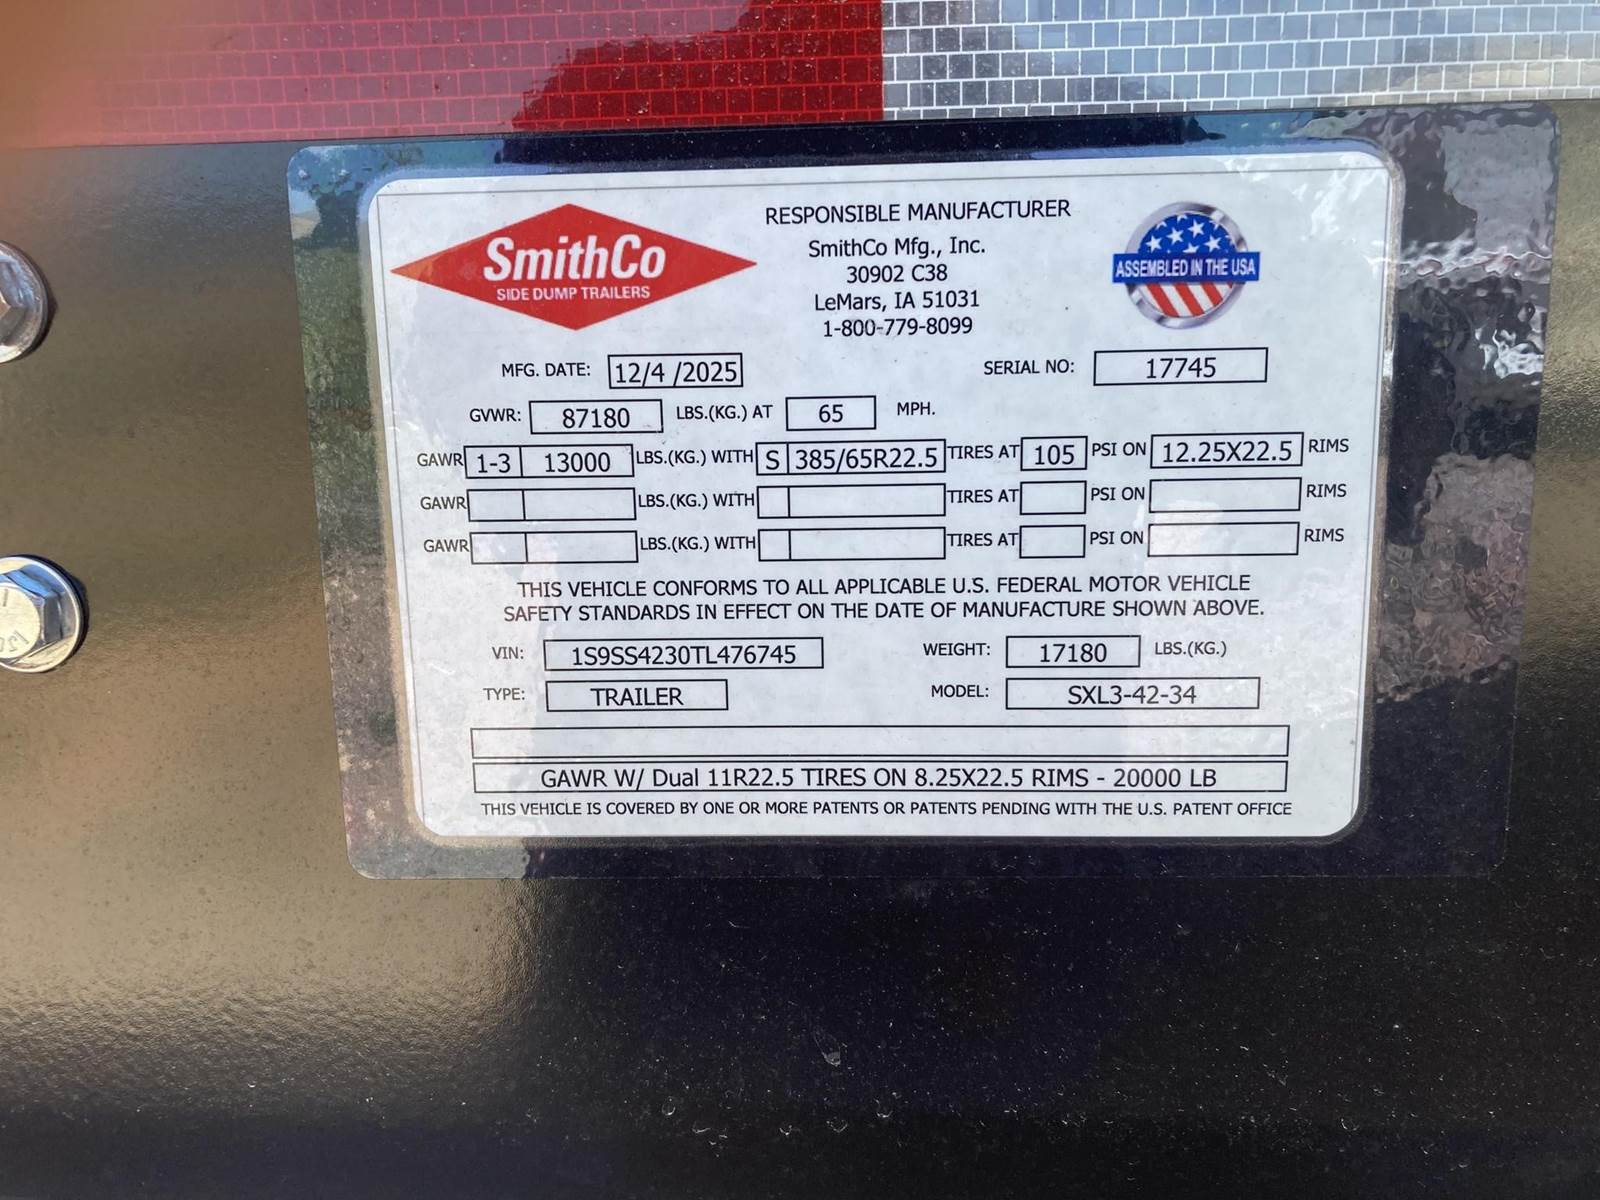 SmithCo
SIDE DUMP TRAILERS
RESPONSIBLE MANUFACTURER
SmithCo Mfg., Inc.
30902 C38
LeMars, IA 51031
1-800-779-8099
ASSEMBLED IN THE USA
MFG. DATE: 12/4 /2025 SERIAL NO: 17745
GVWR: 87180 LBS.(KG.) AT 65 MPH.
GAWR 1-3 13000 LBS.(KG.) WITH S 385/65R22.5 TIRES AT 105 PSI ON 12.25X22.5 RIMS
GAWR LBS.(KG.) WITH TIRES AT PSI ON RIMS
GAWR LBS.(KG.) WITH TIRES AT PSI ON RIMS
THIS VEHICLE CONFORMS TO ALL APPLICABLE U.S. FEDERAL MOTOR VEHICLE
SAFETY STANDARDS IN EFFECT ON THE DATE OF MANUFACTURE SHOWN ABOVE.
VIN: 1S9SS4230TL476745 WEIGHT: 17180 LBS.(KG.)
TYPE: TRAILER MODEL: SXL3-42-34
GAWR W/ Dual 11R22.5 TIRES ON 8.25X22.5 RIMS - 20000 LB
THIS VEHICLE IS COVERED BY ONE OR MORE PATENTS OR PATENTS PENDING WITH THE U.S. PATENT OFFICE